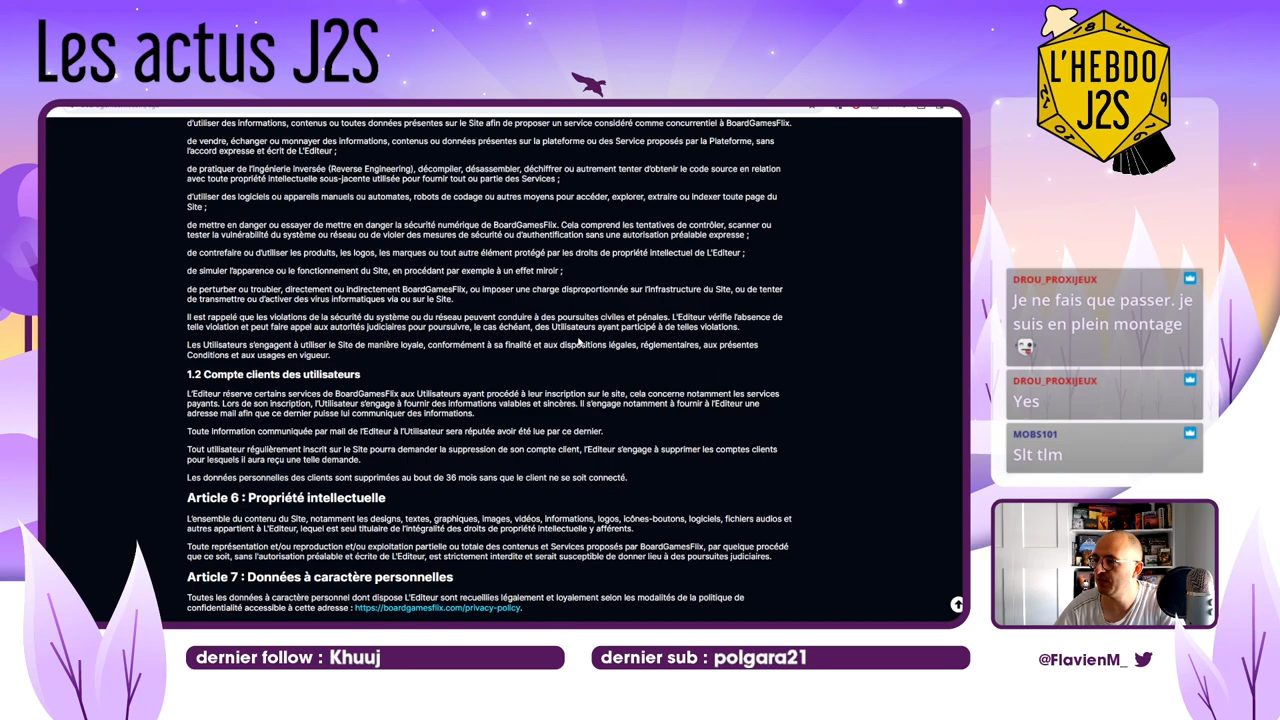 Les actus J2S
L'HEBDO
J2S
d'utiliser des informations, contenus ou toutes données présentes sur le Site afin de proposer un service considéré comme concurrentiel à BoardGamesFlix.
de vendre, échanger ou monnayer des informations, contenus ou données présentes sur la plateforme ou des Service proposés par la Plateforme, sans
l'accord expresse et écrit de L'Editeur ;
de pratiquer de l'ingénierie inversée (Reverse Engineering), décompiler, désassembler, déchiffrer ou autrement tenter d'obtenir le code source en relation
avec toute propriété intellectuelle sous-jacente utilisée pour fournir tout ou partie des Services ;
d'utiliser des logiciels ou appareils manuels ou automates, robots de codage ou autres moyens pour accéder, explorer, extraire ou indexer toute page du
Site ;
de mettre en danger ou essayer de mettre en danger la sécurité numérique de BoardGamesFlix. Cela comprend les tentatives de contrôler, scanner ou
tester la vulnérabilité du système ou réseau ou de violer des mesures de sécurité ou d'authentification sans une autorisation préalable expresse ;
de contrefaire ou d'utiliser les produits, les logos, les marques ou tout autre élément protégé par les droits de propriété intellectuel de L'Editeur ;
de simuler l'apparence ou le fonctionnement du Site, en procédant par exemple à un effet miroir ;
de perturber ou troubler, directement ou indirectement BoardGamesFlix, ou imposer une charge disproportionnée sur l'infrastructure du Site, ou de tenter
de transmettre ou d'activer des virus informatiques via ou sur le Site.
Il est rappelé que les violations de la sécurité du système ou du réseau peuvent conduire à des poursuites civiles et pénales. L'Editeur vérifie l'absence de
telle violation et peut faire appel aux autorités judiciaires pour poursuivre, le cas échéant, des Utilisateurs ayant participé à de telles violations.
Les Utilisateurs s'engagent à utiliser le Site de manière loyale, conformément à sa finalité et aux dispositions légales, réglementaires, aux présentes
Conditions et aux usages en vigueur.
1.2 Compte clients des utilisateurs
L'Editeur réserve certains services de BoardGamesFlix aux Utilisateurs ayant procédé à leur inscription sur le site, cela concerne notamment les services
payants. Lors de son inscription, l'Utilisateur s'engage à fournir des informations valables et sincères. Il s'engage notamment à fournir à l'Editeur une
adresse mail afin que ce dernier puisse lui communiquer des informations.
Toute information communiquée par mail de l'Editeur à l'Utilisateur sera réputée avoir été lue par ce dernier.
Tout utilisateur régulièrement inscrit sur le Site pourra demander la suppression de son compte client, l'Editeur s'engage à supprimer les comptes clients
pour lesquels il aura reçu une telle demande.
Les données personnelles des clients sont supprimées au bout de 36 mois sans que le client ne se soit connecté.
Article 6 : Propriété intellectuelle
L'ensemble du contenu du Site, notamment les designs, textes, graphiques, images, vidéos, informations, logos, icônes-boutons, logiciels, fichiers audios et
autres appartient à L'Editeur, lequel est seul titulaire de l'intégralité des droits de propriété intellectuelle y afférents.
Toute représentation et/ou reproduction et/ou exploitation partielle ou totale des contenus et Services proposés par BoardGamesFlix, par quelque procédé
que ce soit, sans l'autorisation préalable et écrite de L'Editeur, est strictement interdite et serait susceptible de donner lieu à des poursuites judiciaires.
Article 7 : Données à caractère personnelles
Toutes les données à caractère personnel dont dispose L'Editeur sont recueillies légalement et loyalement selon les modalités de la politique de
confidentialité accessible à cette adresse : https://boardgamesflix.com/privacy-policy.
DROU_PROXIJEUX
Je ne fais que passer. je
suis en plein montage
DROU_PROXIJEUX
Yes
MOBS101
Slt tlm
dernier follow : Khuuj
dernier sub : polgara21
@FlavienM_